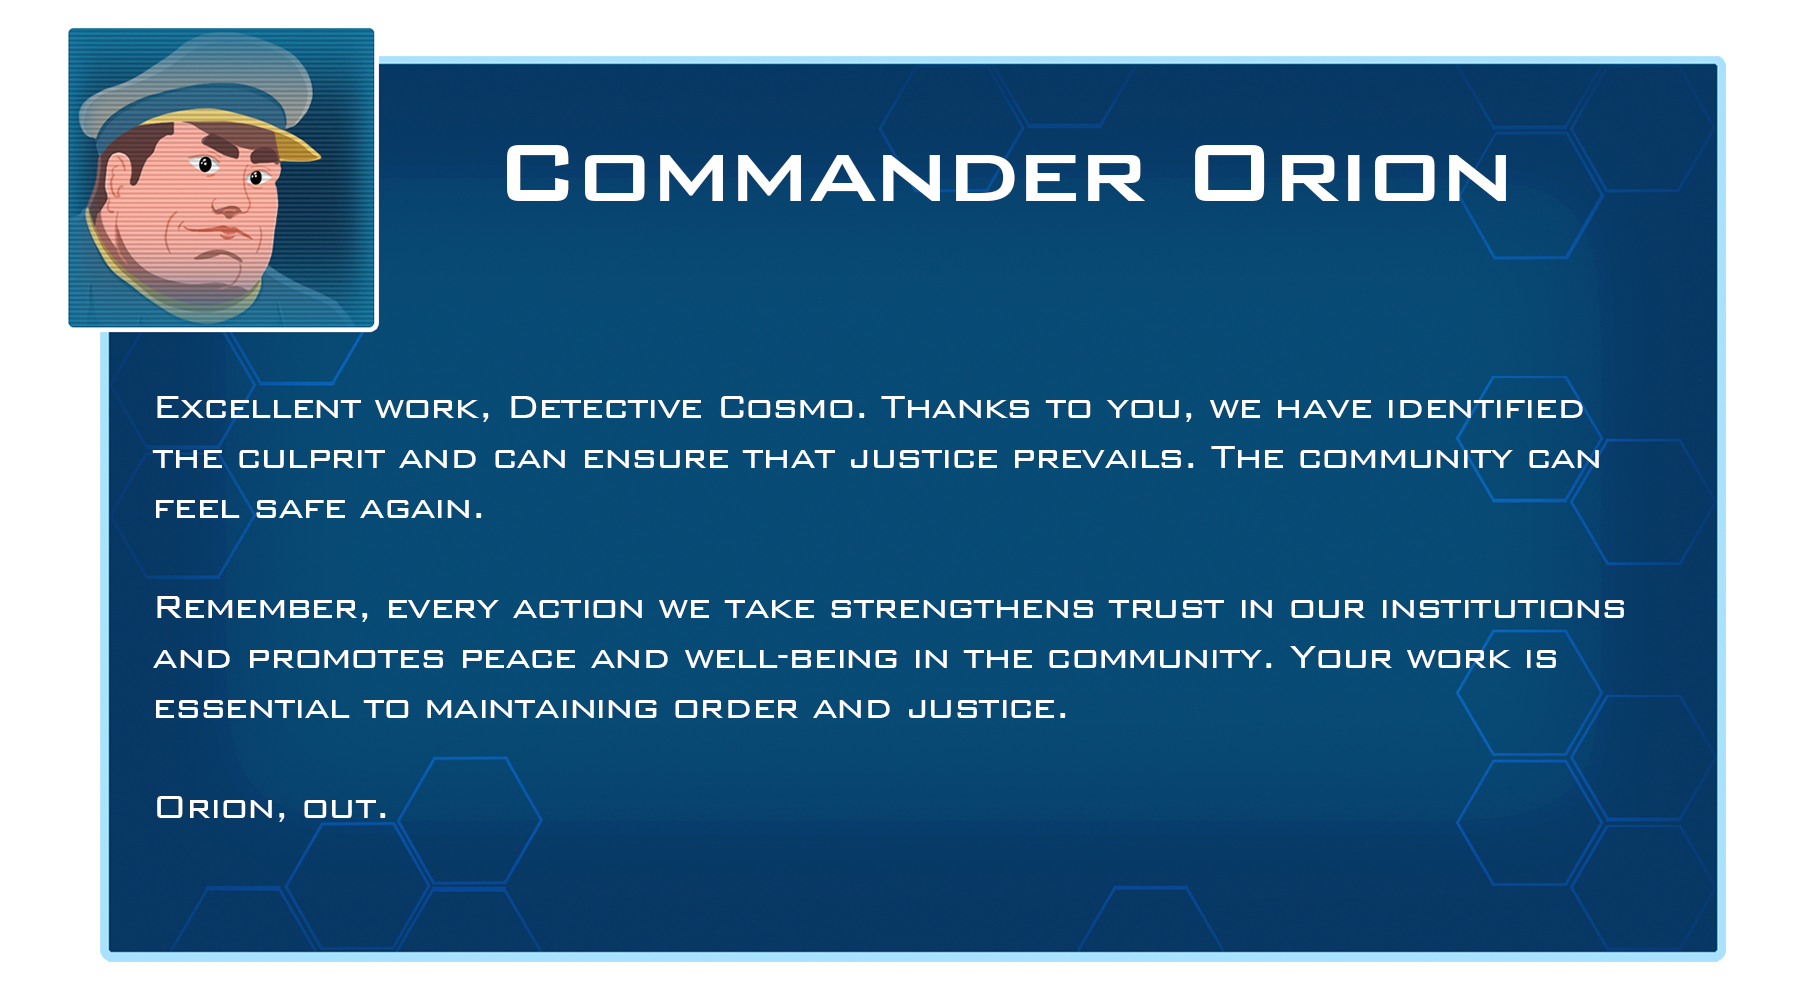 Commander Orion
Excellent work, Detective Cosmo. Thanks to you, we have identified
the culprit and can ensure that justice prevails. The community can
feel safe again.
Remember, every action we take strengthens trust in our institutions
and promotes peace and well-being in the community. Your work is
essential to maintaining order and justice.
Orion, out.